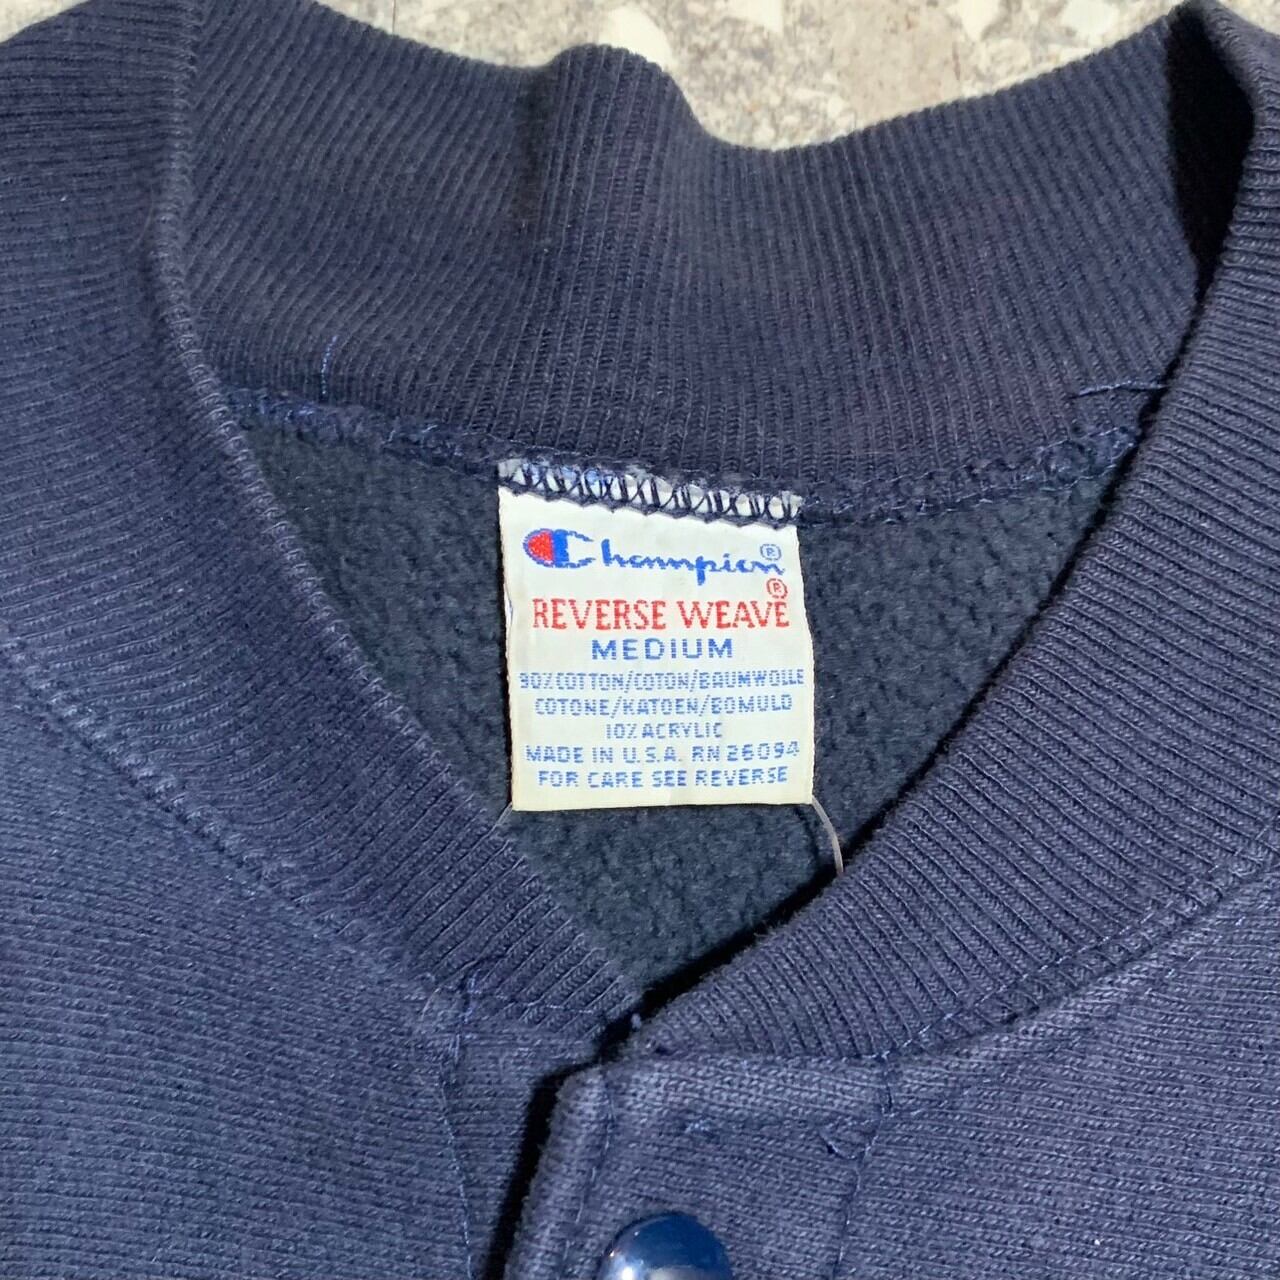 Champion®
REVERSE WEAVE®
MEDIUM
90% COTTON/COTON/BAUMWOLLE
COTONE/KATOEN/BOMULD
10% ACRYLIC
MADE IN U.S.A. RN 26094
FOR CARE SEE REVERSE